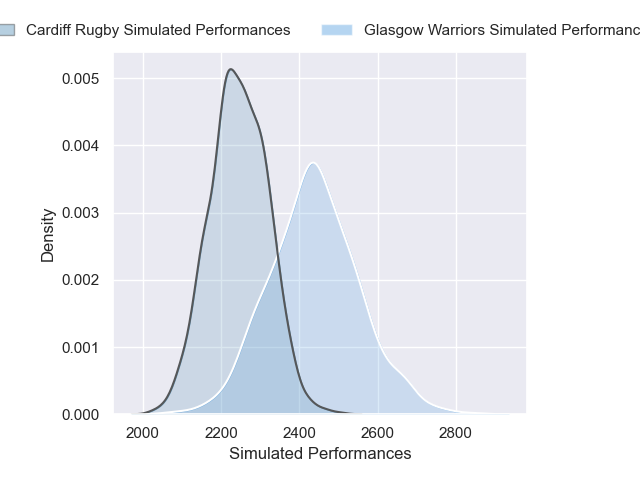 Cardiff Rugby Simulated Performances
Glasgow Warriors Simulated Performanc
0.005
0.004
0.003
0.002
0.001
0.000
Density
2000 2200 2400 2600 2800
Simulated Performances